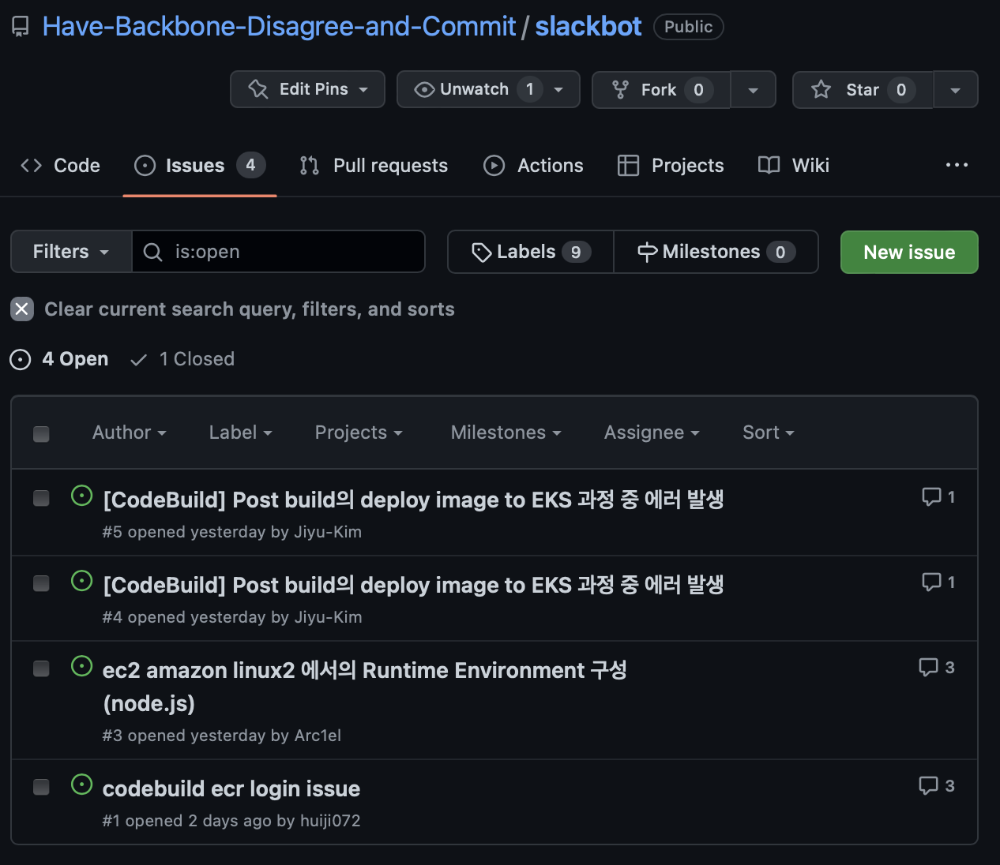 Have-Backbone-Disagree-and-Commit / slackbot Public
Edit Pins Unwatch 1 Fork 0 Star 0
Code Issues 4 Pull requests Actions Projects Wiki ...
Filters is:open Labels 9 Milestones 0 New issue
Clear current search query, filters, and sorts
4 Open 1 Closed
Author Label Projects Milestones Assignee Sort
[CodeBuild] Post build의 deploy image to EKS 과정 중 에러 발생 1
#5 opened yesterday by Jiyu-Kim
[CodeBuild] Post build의 deploy image to EKS 과정 중 에러 발생 1
#4 opened yesterday by Jiyu-Kim
ec2 amazon linux2 에서의 Runtime Environment 구성 3
(node.js)
#3 opened yesterday by Arc1el
codebuild ecr login issue 3
#1 opened 2 days ago by huiji072